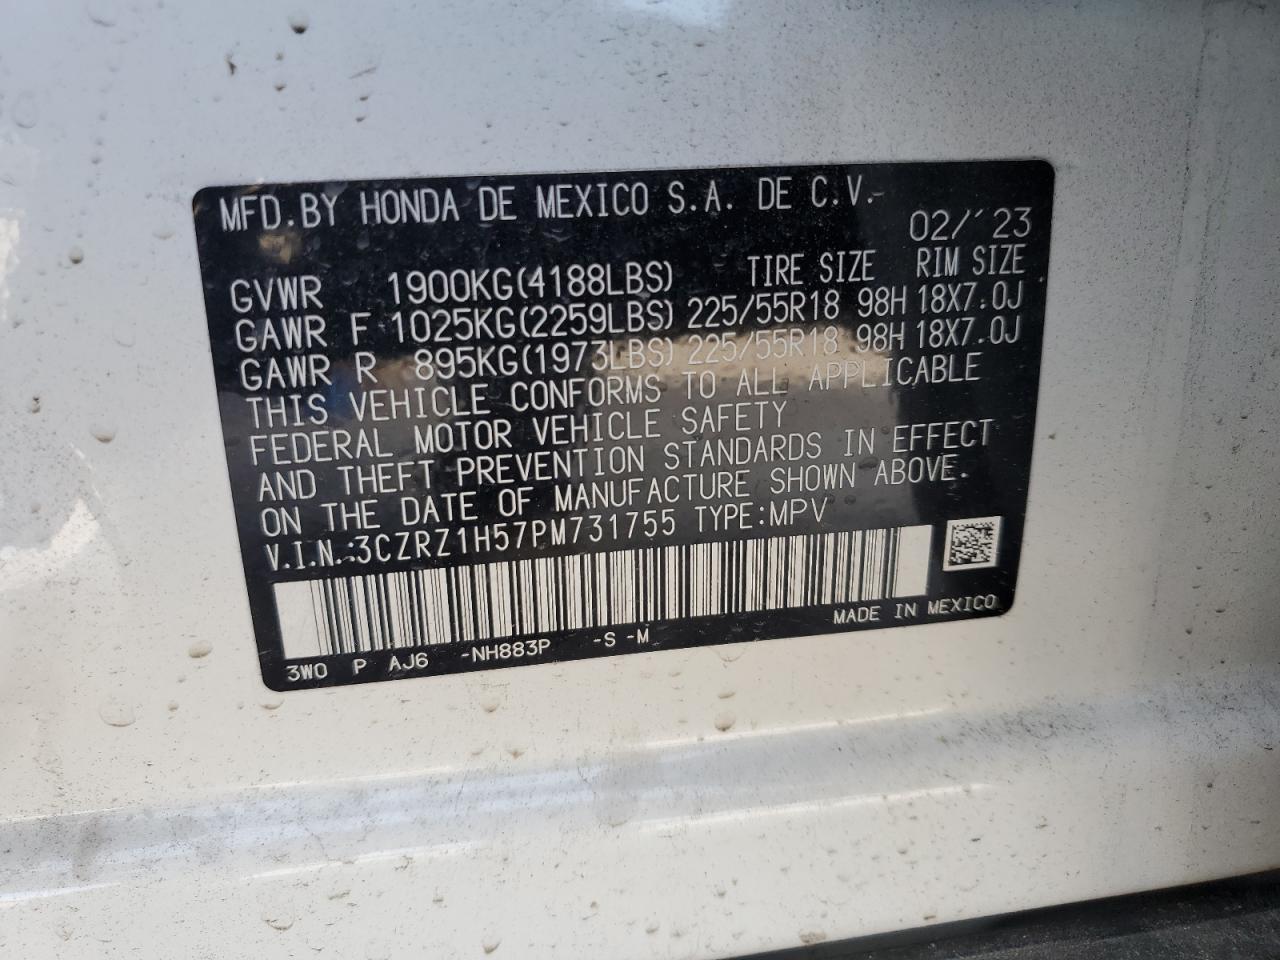 MFD.BY HONDA DE MEXICO S.A. DE C.V.
02/'23
GVWR 1900KG(4188LBS) TIRE SIZE RIM SIZE
GAWR F 1025KG(2259LBS) 225/55R18 98H 18X7.0J
GAWR R 895KG(1973LBS) 225/55R18 98H 18X7.0J
THIS VEHICLE CONFORMS TO ALL APPLICABLE
FEDERAL MOTOR VEHICLE SAFETY
AND THEFT PREVENTION STANDARDS IN EFFECT
ON THE DATE OF MANUFACTURE SHOWN ABOVE.
V.I.N.:3CZRZ1H57PM731755 TYPE:MPV
3W0 P AJ6 -NH883P -S -M MADE IN MEXICO